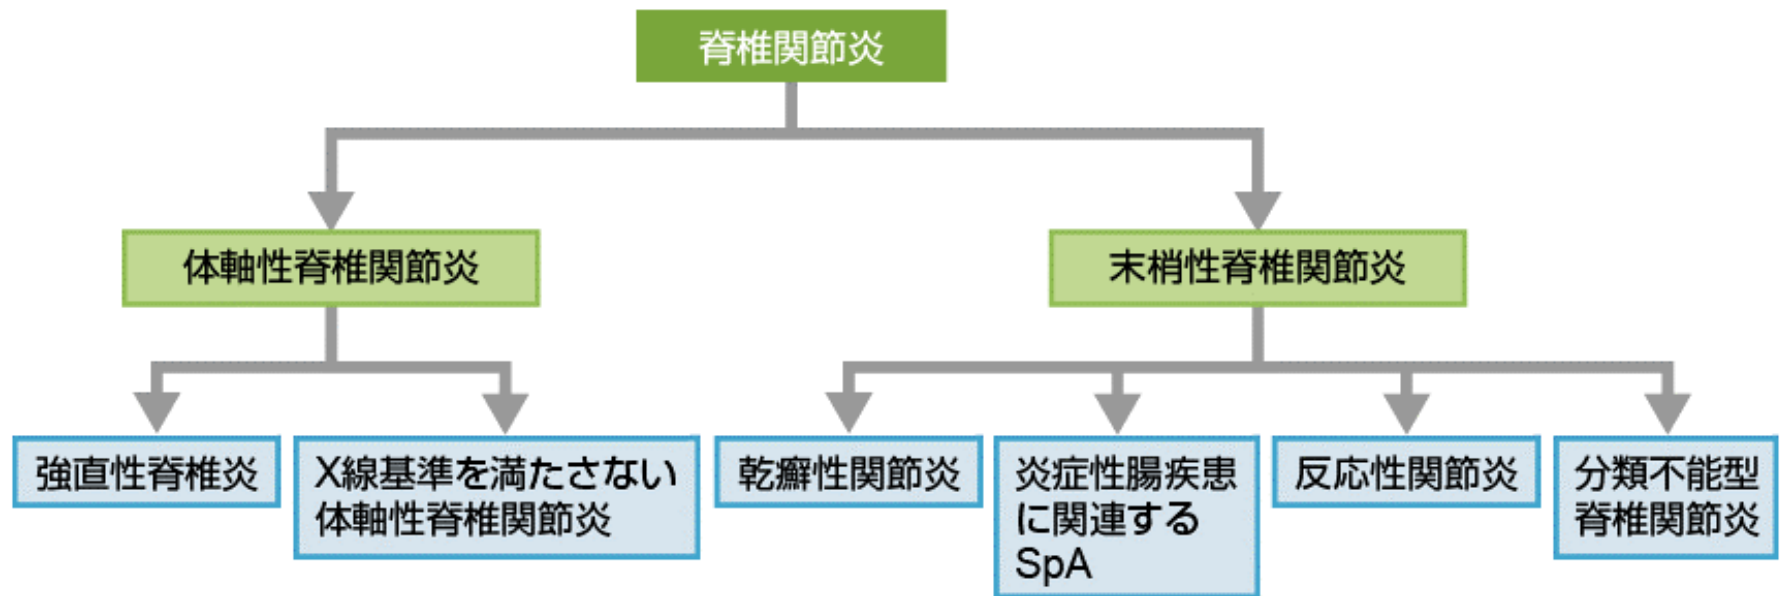 脊椎関節炎
体軸性脊椎関節炎
末梢性脊椎関節炎
強直性脊椎炎
X線基準を満たさない
体軸性脊椎関節炎
乾癬性関節炎
炎症性腸疾患
に関連する
SpA
反応性関節炎
分類不能型
脊椎関節炎